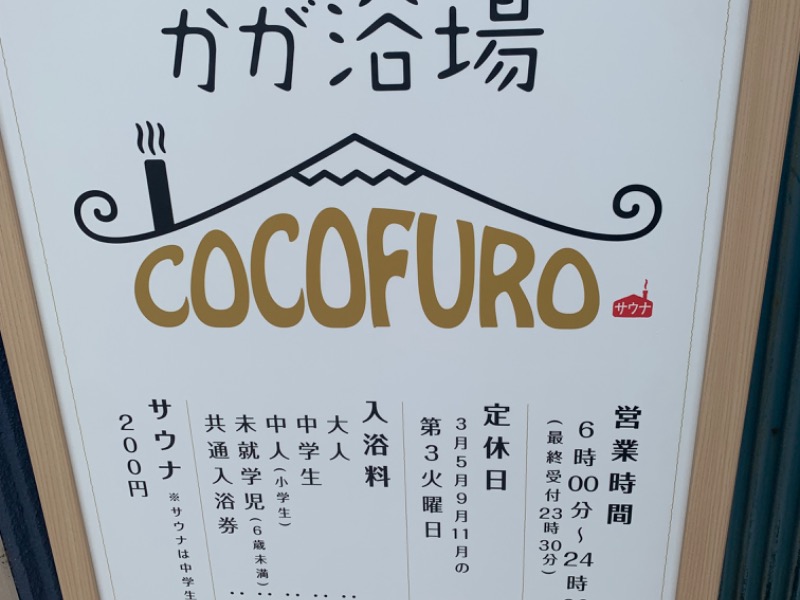 かが浴場
COCOFURO
サウナ
営業時間
6時00分～24時
(最終受付23時30分)
定休日
3月5月9月11月の
第3火曜日
入浴料
大人‥
中学生‥
中人(小学生)‥
未就学児(6歳未満)‥
共通入浴券‥
サウナ
※サウナは中学生
200円